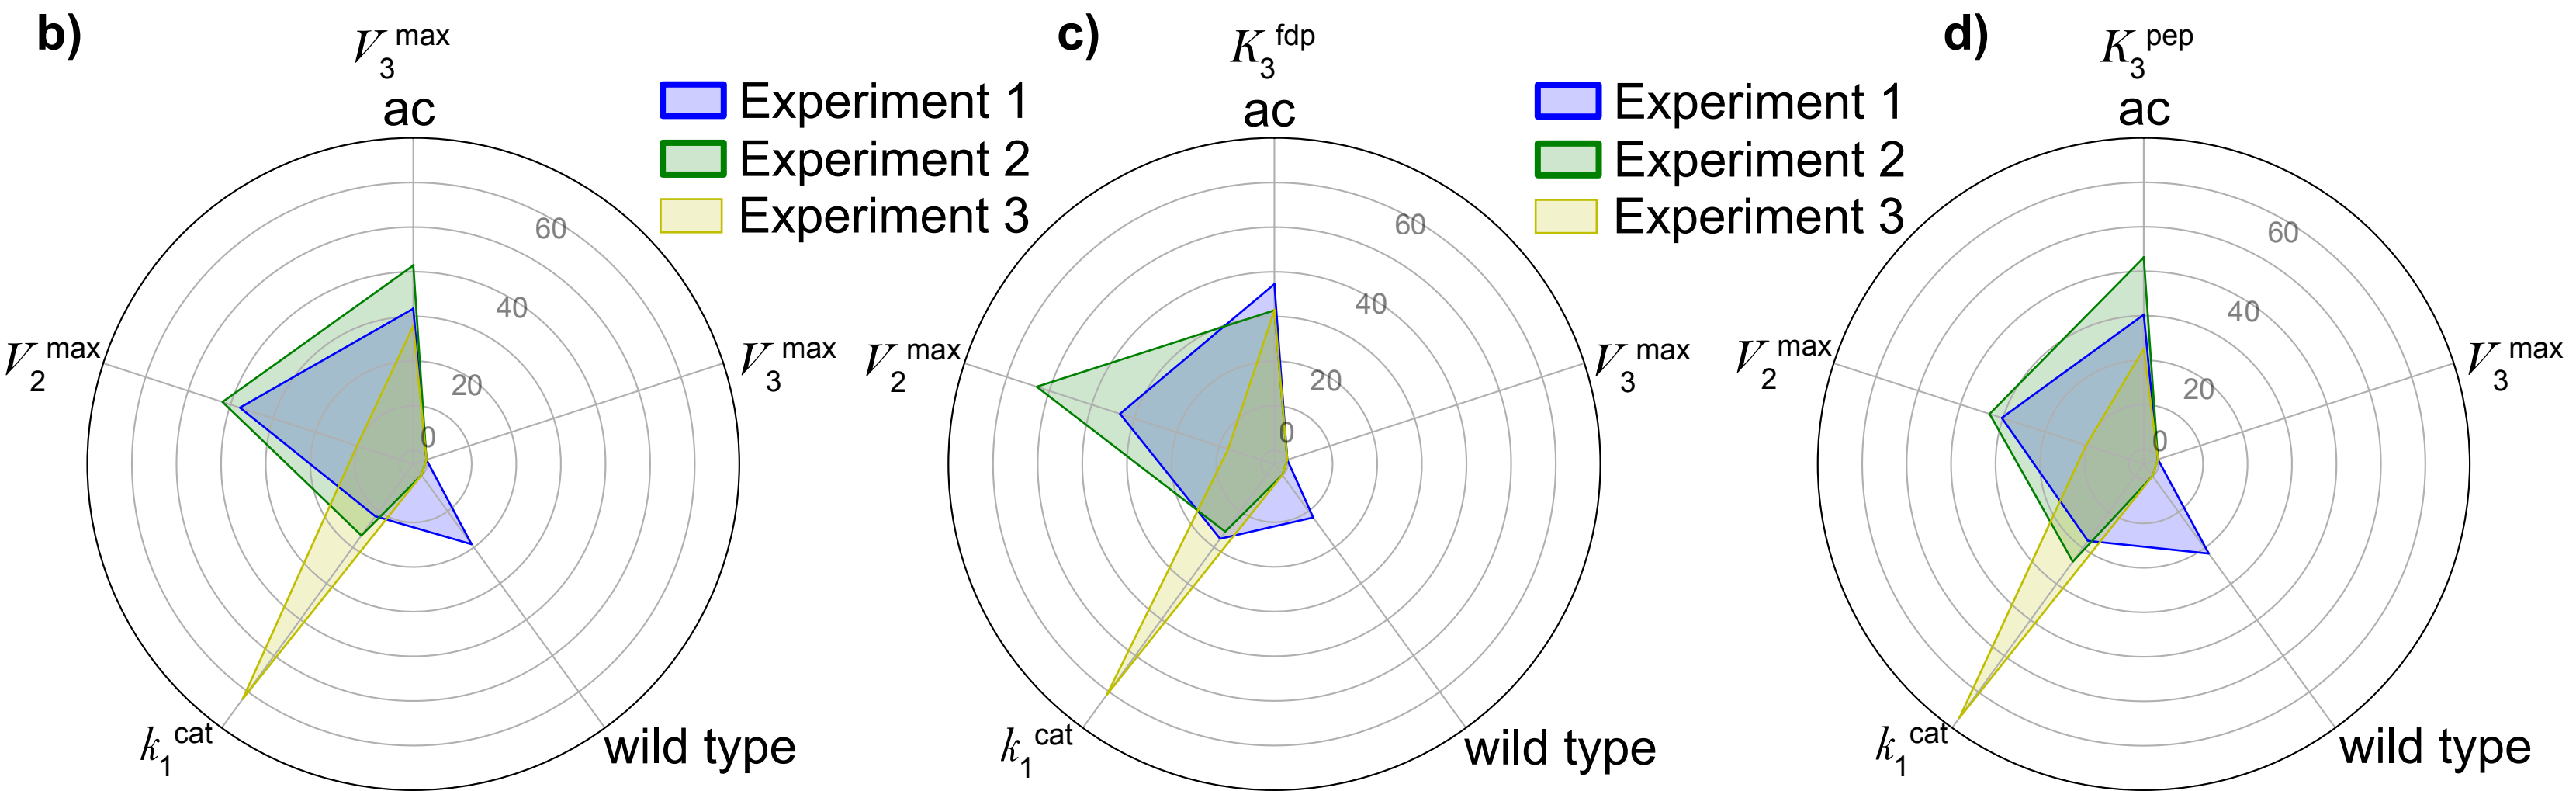 b)
V₃ᵐᵃˣ
ac
60
40
20
0
V₂ᵐᵃˣ
V₃ᵐᵃˣ
k₁ᶜᵃᵗ
wild type
Experiment 1
Experiment 2
Experiment 3
c)
K₃ᶠᵈᵖ
ac
60
40
20
0
V₂ᵐᵃˣ
V₃ᵐᵃˣ
k₁ᶜᵃᵗ
wild type
Experiment 1
Experiment 2
Experiment 3
d)
K₃ᵖᵉᵖ
ac
60
40
20
0
V₂ᵐᵃˣ
V₃ᵐᵃˣ
k₁ᶜᵃᵗ
wild type